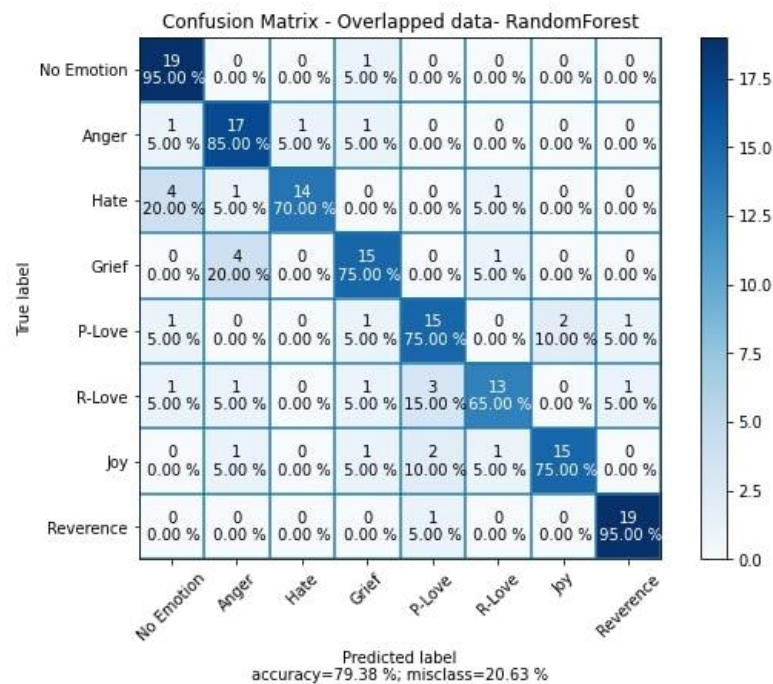 Confusion Matrix - Overlapped data- RandomForest
No Emotion 19 0 0 1 0 0 0 0
95.00 % 0.00 % 0.00 % 5.00 % 0.00 % 0.00 % 0.00 % 0.00 %
Anger 1 17 1 1 0 0 0 0
5.00 % 85.00 % 5.00 % 5.00 % 0.00 % 0.00 % 0.00 % 0.00 %
Hate 4 1 14 0 0 1 0 0
20.00 % 5.00 % 70.00 % 0.00 % 0.00 % 5.00 % 0.00 % 0.00 %
Grief 0 4 0 15 0 1 0 0
0.00 % 20.00 % 0.00 % 75.00 % 0.00 % 5.00 % 0.00 % 0.00 %
P-Love 1 0 0 1 15 0 2 1
5.00 % 0.00 % 0.00 % 5.00 % 75.00 % 0.00 % 10.00 % 5.00 %
R-Love 1 1 0 1 3 13 0 1
5.00 % 5.00 % 0.00 % 5.00 % 15.00 % 65.00 % 0.00 % 5.00 %
Joy 0 1 0 1 2 1 15 0
0.00 % 5.00 % 0.00 % 5.00 % 10.00 % 5.00 % 75.00 % 0.00 %
Reverence 0 0 0 0 1 0 0 19
0.00 % 0.00 % 0.00 % 0.00 % 5.00 % 0.00 % 0.00 % 95.00 %
True label
No Emotion Anger Hate Grief P-Love R-Love Joy Reverence
Predicted label
accuracy=79.38 %; misclass=20.63 %
17.5
15.0
12.5
10.0
7.5
5.0
2.5
0.0